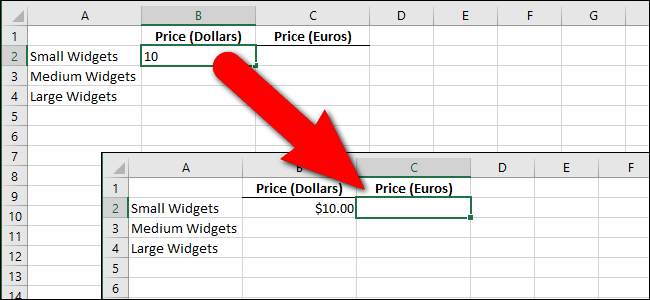 A B C D E F G
1 Price (Dollars) Price (Euros)
2 Small Widgets 10
3 Medium Widgets
4 Large Widgets
5
6
7
8
9
10
11
12
13
14
A B C D E F
1 Price (Dollars) Price (Euros)
2 Small Widgets $10.00
3 Medium Widgets
4 Large Widgets
5
6